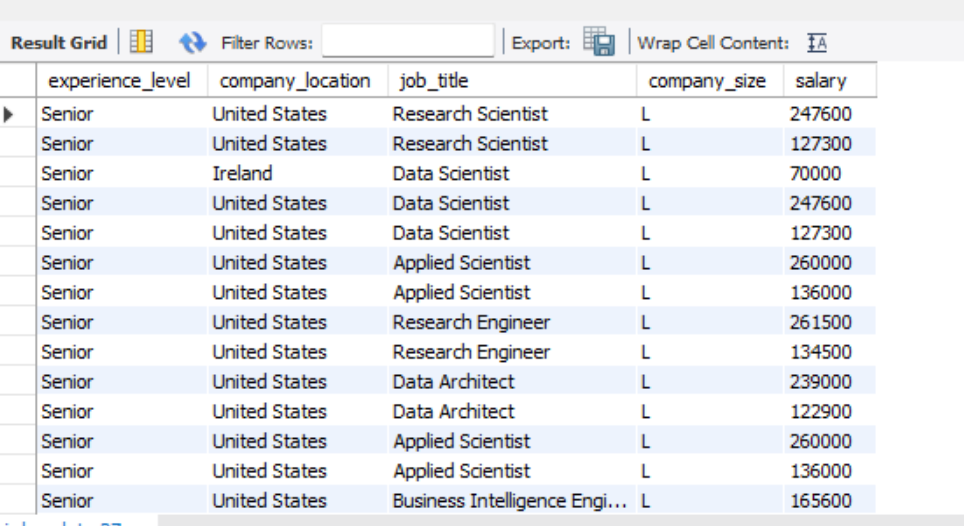 Result Grid Filter Rows: Export: Wrap Cell Content: IA
experience_level company_location job_title company_size salary
Senior United States Research Scientist L 247600
Senior United States Research Scientist L 127300
Senior Ireland Data Scientist L 70000
Senior United States Data Scientist L 247600
Senior United States Data Scientist L 127300
Senior United States Applied Scientist L 260000
Senior United States Applied Scientist L 136000
Senior United States Research Engineer L 261500
Senior United States Research Engineer L 134500
Senior United States Data Architect L 239000
Senior United States Data Architect L 122900
Senior United States Applied Scientist L 260000
Senior United States Applied Scientist L 136000
Senior United States Business Intelligence Engi... L 165600